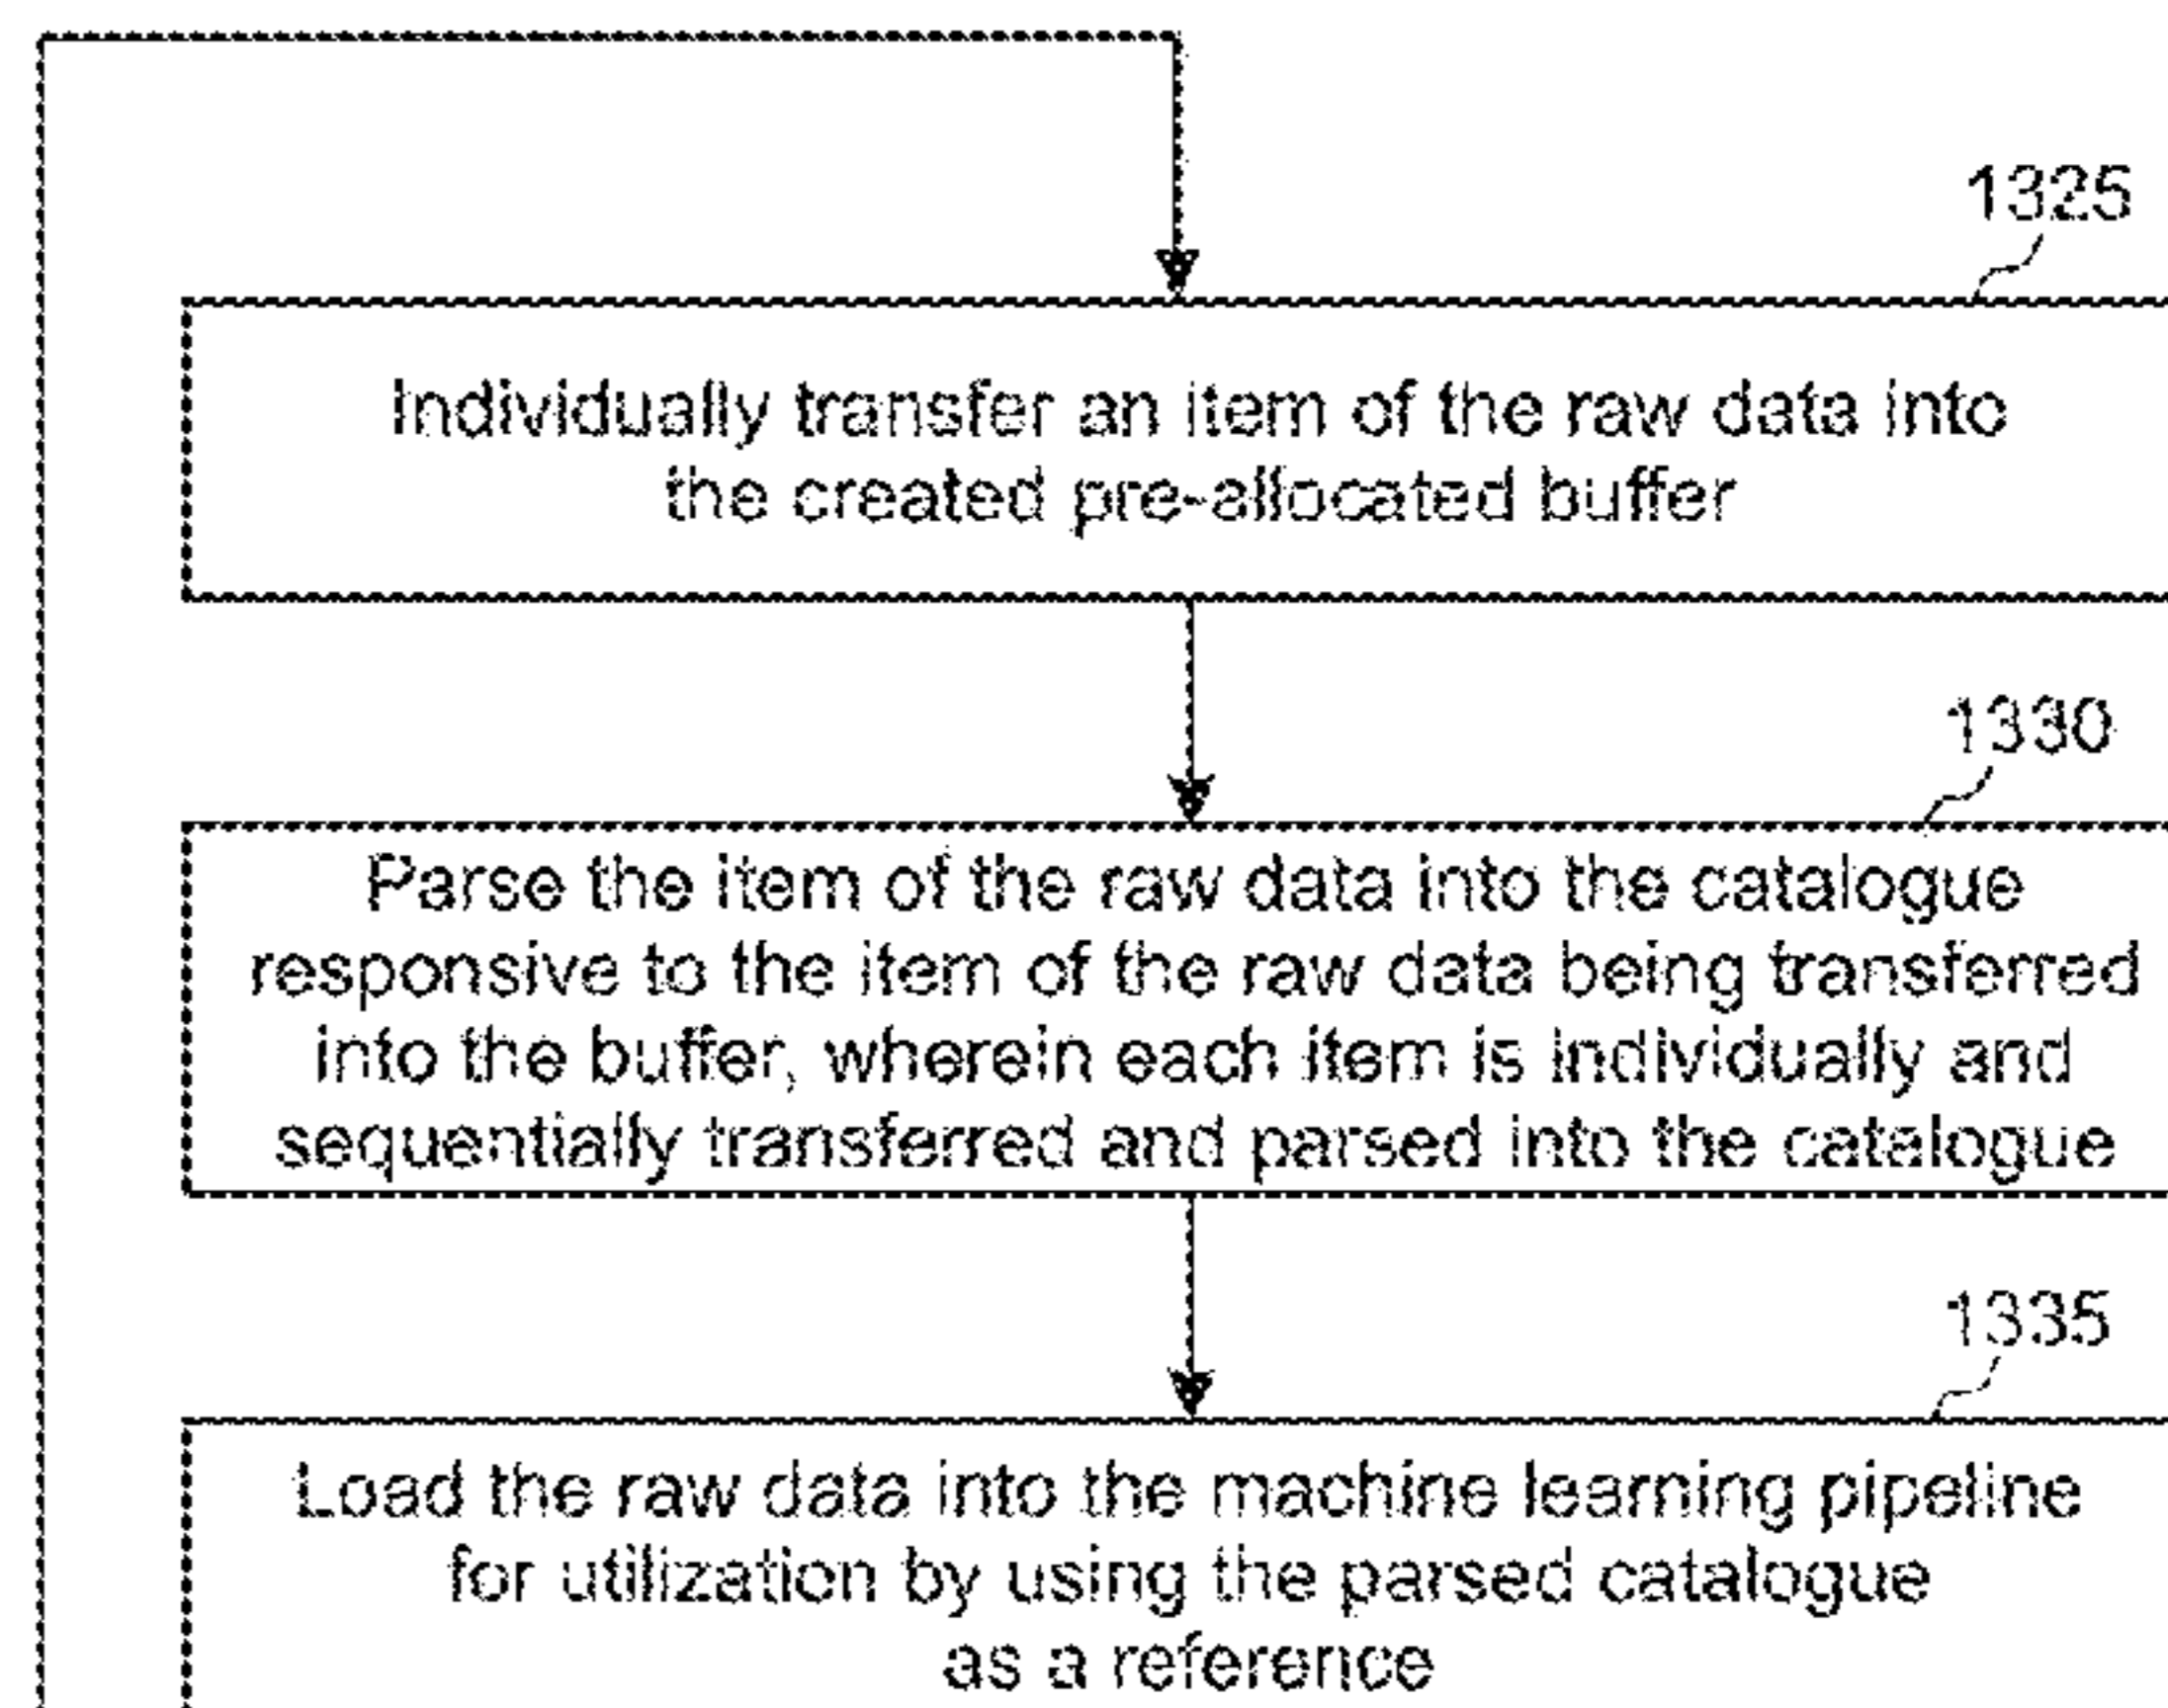 1325
Individually transfer an item of the raw data into
the created pre-allocated buffer
1330
Parse the item of the raw data into the catalogue
responsive to the item of the raw data being transferred
into the buffer, wherein each item is individually and
sequentially transferred and parsed into the catalogue
1335
Load the raw data into the machine learning pipeline
for utilization by using the parsed catalogue
as a reference